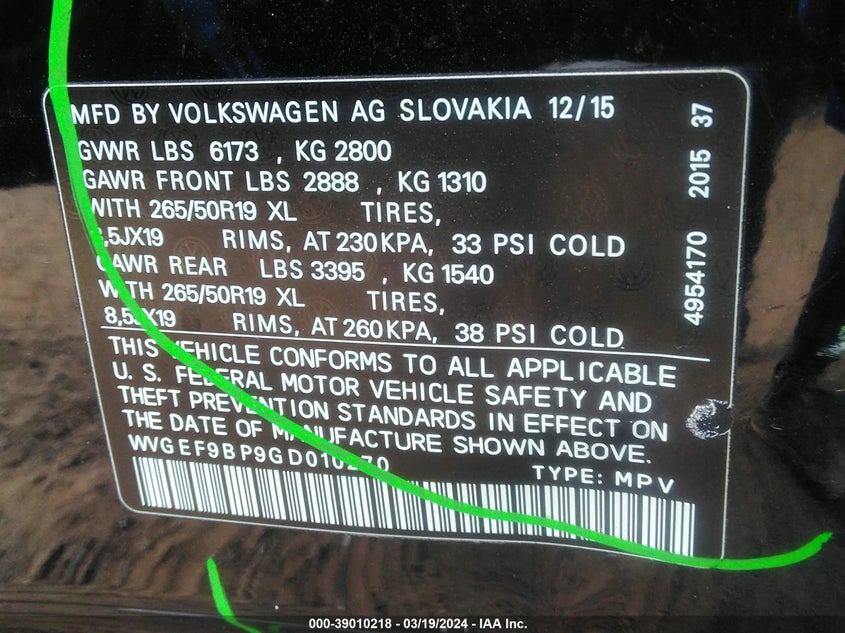 MFD BY VOLKSWAGEN AG SLOVAKIA 12/15
GVWR LBS 6173 , KG 2800
GAWR FRONT LBS 2888 , KG 1310
WITH 265/50R19 XL TIRES,
8,5JX19 RIMS, AT 230KPA, 33 PSI COLD
GAWR REAR LBS 3395 , KG 1540
WITH 265/50R19 XL TIRES,
8,5JX19 RIMS, AT 260KPA, 38 PSI COLD
THIS VEHICLE CONFORMS TO ALL APPLICABLE
U. S. FEDERAL MOTOR VEHICLE SAFETY AND
THEFT PREVENTION STANDARDS IN EFFECT ON
THE DATE OF MANUFACTURE SHOWN ABOVE.
WVGEF9BP9GD010270
TYPE: MPV
4954170 2015 37
000-39010218 - 03/19/2024 - IAA Inc.